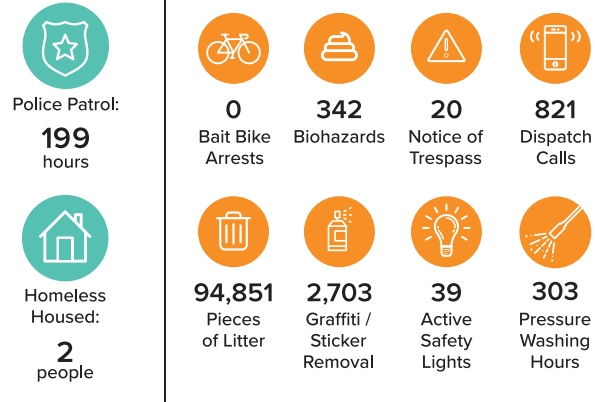 Police Patrol:
199
hours
Homeless
Housed:
2
people
0
Bait Bike
Arrests
342
Biohazards
20
Notice of
Trespass
821
Dispatch
Calls
94,851
Pieces
of Litter
2,703
Graffiti /
Sticker
Removal
39
Active
Safety
Lights
303
Pressure
Washing
Hours